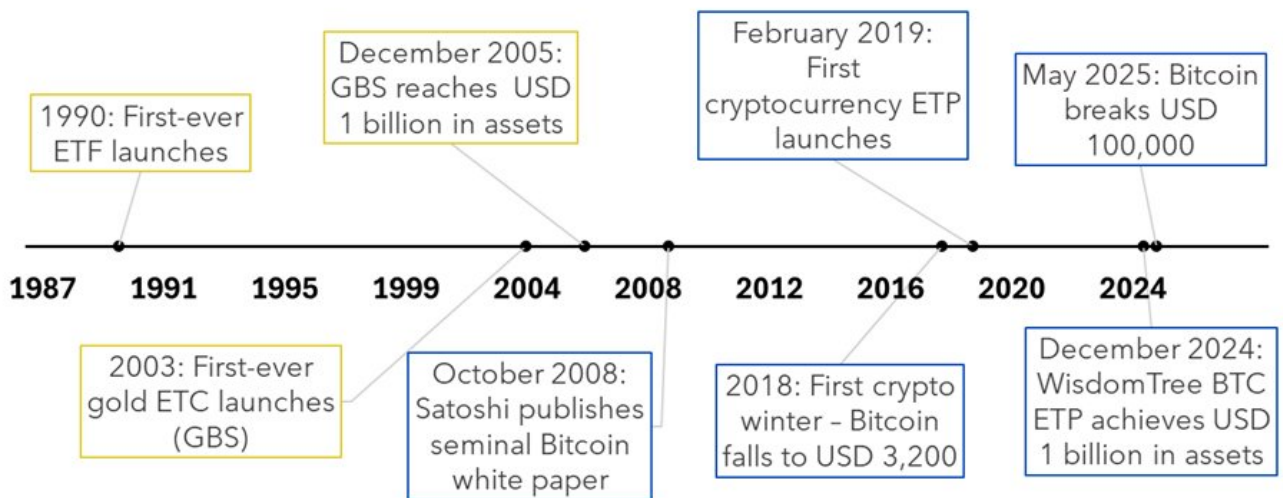 December 2005:
GBS reaches USD
1 billion in assets
February 2019:
First
cryptocurrency ETP
launches
May 2025: Bitcoin
breaks USD
100,000
1990: First-ever
ETF launches
1987 1991 1995 1999 2004 2008 2012 2016 2020 2024
2003: First-ever
gold ETC launches
(GBS)
October 2008:
Satoshi publishes
seminal Bitcoin
white paper
2018: First crypto
winter – Bitcoin
falls to USD 3,200
December 2024:
WisdomTree BTC
ETP achieves USD
1 billion in assets